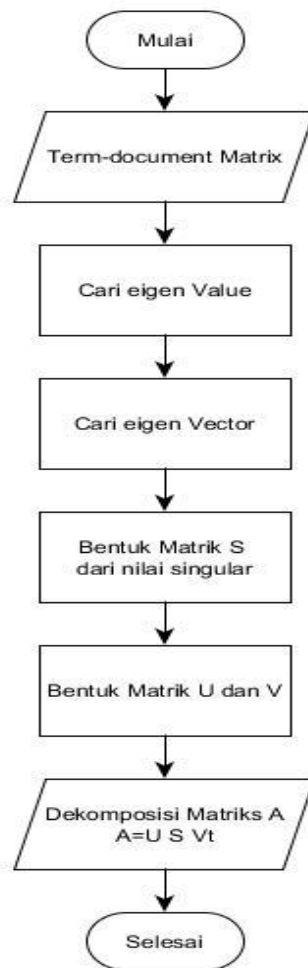 Mulai
Term-document Matrix
Cari eigen Value
Cari eigen Vector
Bentuk Matrik S
dari nilai singular
Bentuk Matrik U dan V
Dekomposisi Matriks A
A=U S Vt
Selesai